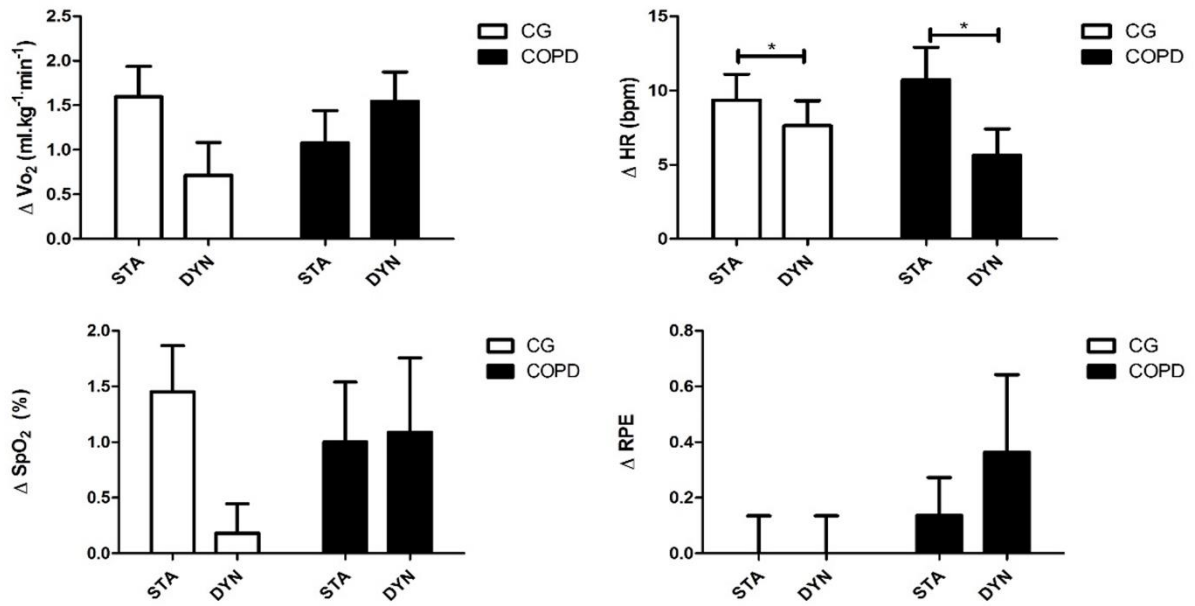 Δ Vo₂ (ml.kg⁻¹·min⁻¹)
2.5
2.0
1.5
1.0
0.5
0.0
STA
DYN
STA
DYN
CG
COPD
Δ HR (bpm)
15
10
5
0
*
*
STA
DYN
STA
DYN
CG
COPD
Δ SpO₂ (%)
2.0
1.5
1.0
0.5
0.0
STA
DYN
STA
DYN
CG
COPD
Δ RPE
0.8
0.6
0.4
0.2
0.0
STA
DYN
STA
DYN
CG
COPD